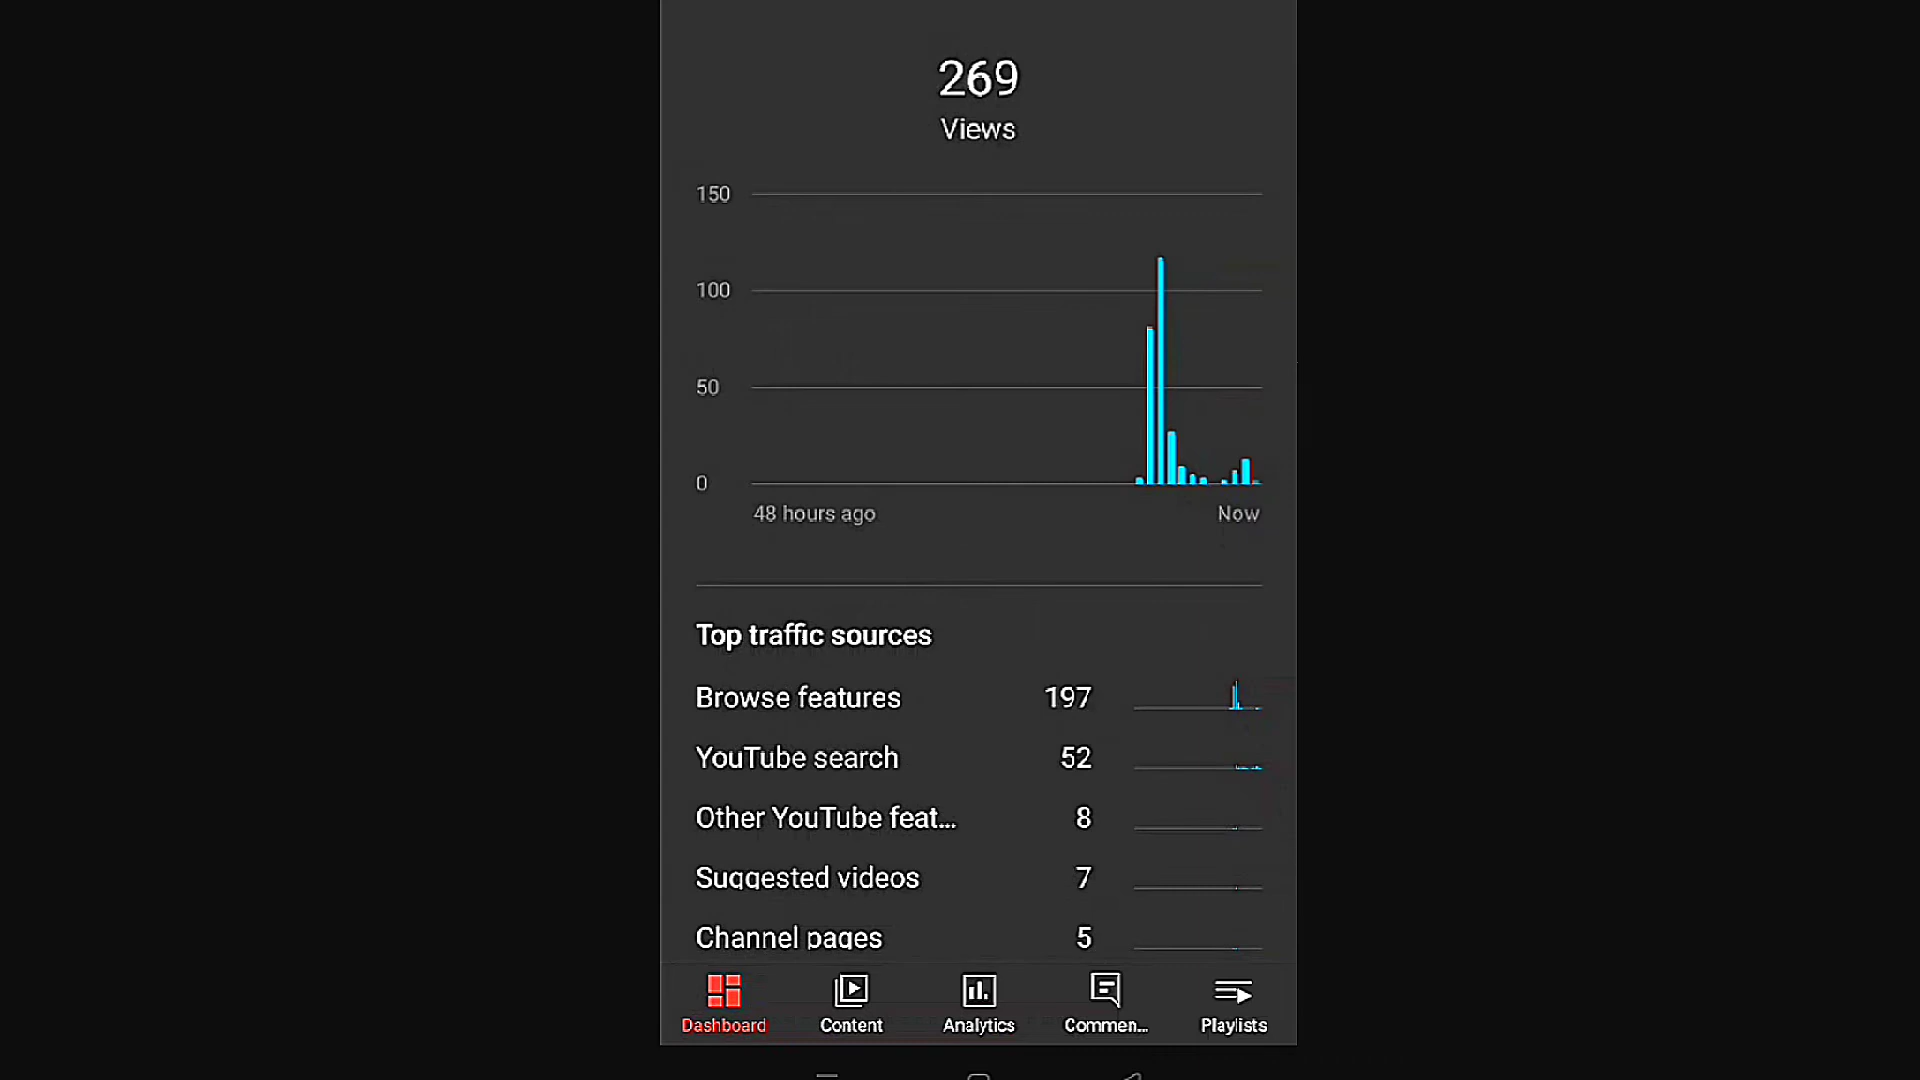 269
Views
150
100
50
0
48 hours ago Now
Top traffic sources
Browse features 197
YouTube search 52
Other YouTube feat... 8
Suggested videos 7
Channel pages 5
Dashboard Content Analytics Commen... Playlists